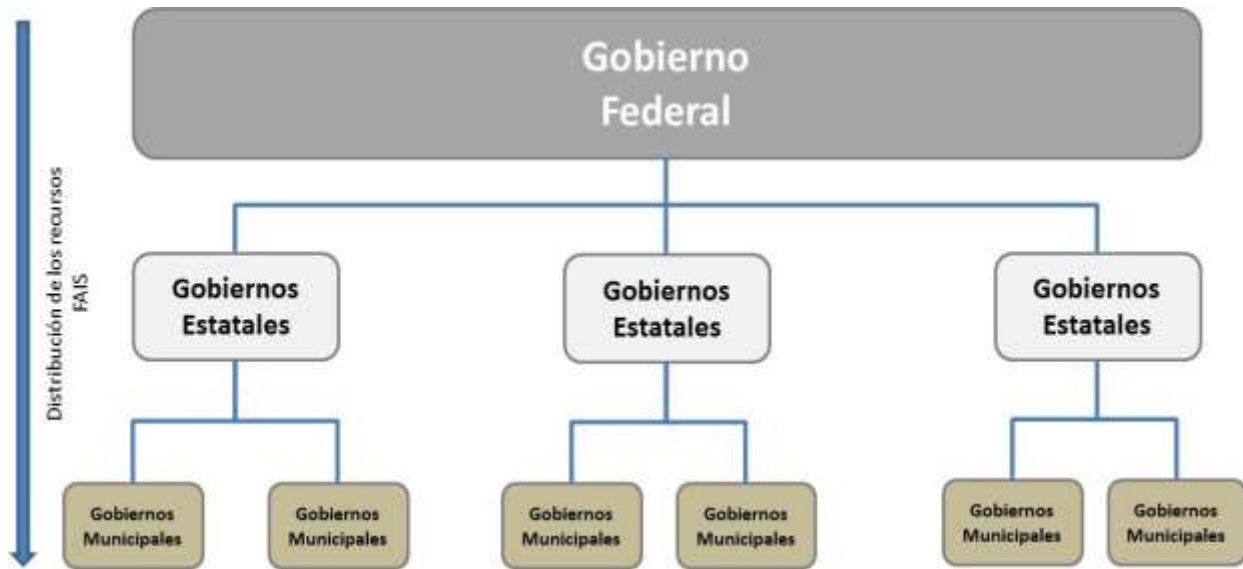 Gobierno
Federal
Distribución de los recursos
FAIS
Gobiernos
Estatales
Gobiernos
Estatales
Gobiernos
Estatales
Gobiernos
Municipales
Gobiernos
Municipales
Gobiernos
Municipales
Gobiernos
Municipales
Gobiernos
Municipales
Gobiernos
Municipales